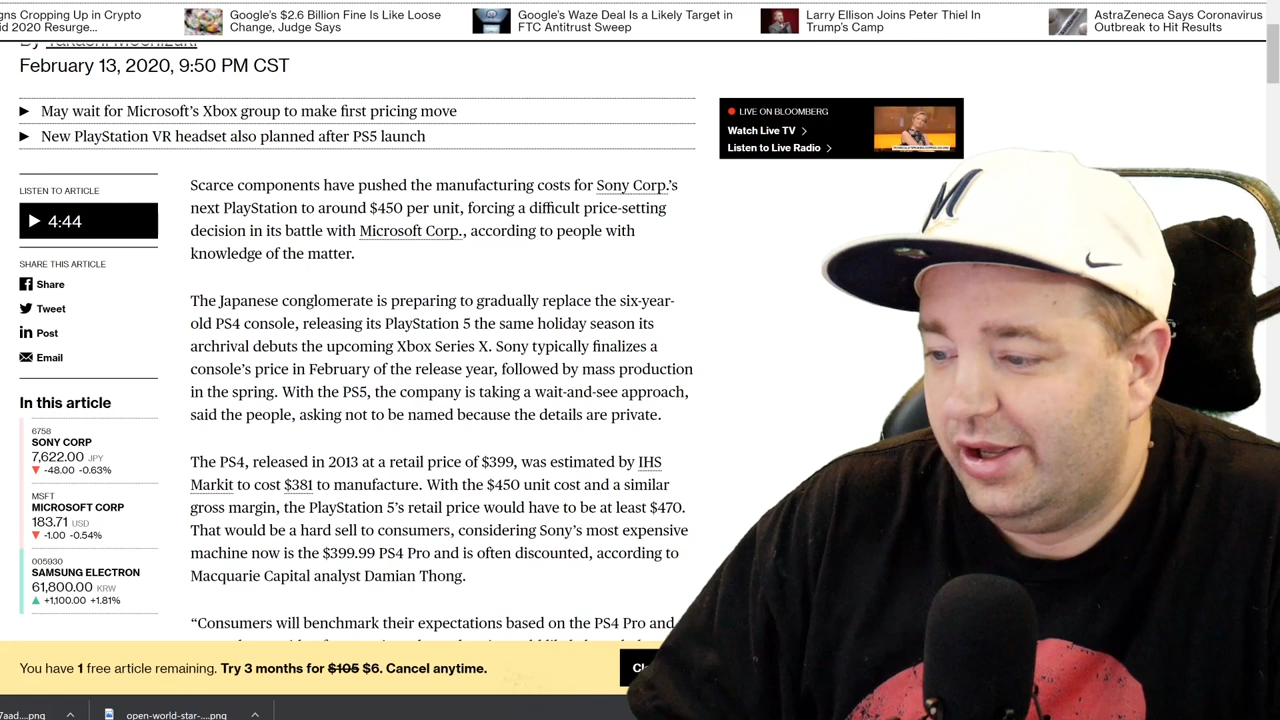 gns Cropping Up in Crypto
id 2020 Resurge...
Google's $2.6 Billion Fine Is Like Loose
Change, Judge Says
Google's Waze Deal Is a Likely Target in
FTC Antitrust Sweep
Larry Ellison Joins Peter Thiel In
Trump's Camp
AstraZeneca Says Coronavirus
Outbreak to Hit Results
By Takashi Mochizuki
February 13, 2020, 9:50 PM CST
May wait for Microsoft's Xbox group to make first pricing move
New PlayStation VR headset also planned after PS5 launch
LIVE ON BLOOMBERG
Watch Live TV
Listen to Live Radio
LISTEN TO ARTICLE
4:44
SHARE THIS ARTICLE
Share
Tweet
Post
Email
In this article
6758
SONY CORP
7,622.00 JPY
-48.00 -0.63%
MSFT
MICROSOFT CORP
183.71 USD
-1.00 -0.54%
005930
SAMSUNG ELECTRON
61,800.00 KRW
+1,100.00 +1.81%
Scarce components have pushed the manufacturing costs for Sony Corp.'s
next PlayStation to around $450 per unit, forcing a difficult price-setting
decision in its battle with Microsoft Corp., according to people with
knowledge of the matter.
The Japanese conglomerate is preparing to gradually replace the six-year-
old PS4 console, releasing its PlayStation 5 the same holiday season its
archrival debuts the upcoming Xbox Series X. Sony typically finalizes a
console's price in February of the release year, followed by mass production
in the spring. With the PS5, the company is taking a wait-and-see approach,
said the people, asking not to be named because the details are private.
The PS4, released in 2013 at a retail price of $399, was estimated by IHS
Markit to cost $381 to manufacture. With the $450 unit cost and a similar
gross margin, the PlayStation 5's retail price would have to be at least $470.
That would be a hard sell to consumers, considering Sony's most expensive
machine now is the $399.99 PS4 Pro and is often discounted, according to
Macquarie Capital analyst Damian Thong.
“Consumers will benchmark their expectations based on the PS4 Pro and
You have 1 free article remaining. Try 3 months for $105 $6. Cancel anytime.
Cl
7aad....png
open-world-star-....png
M